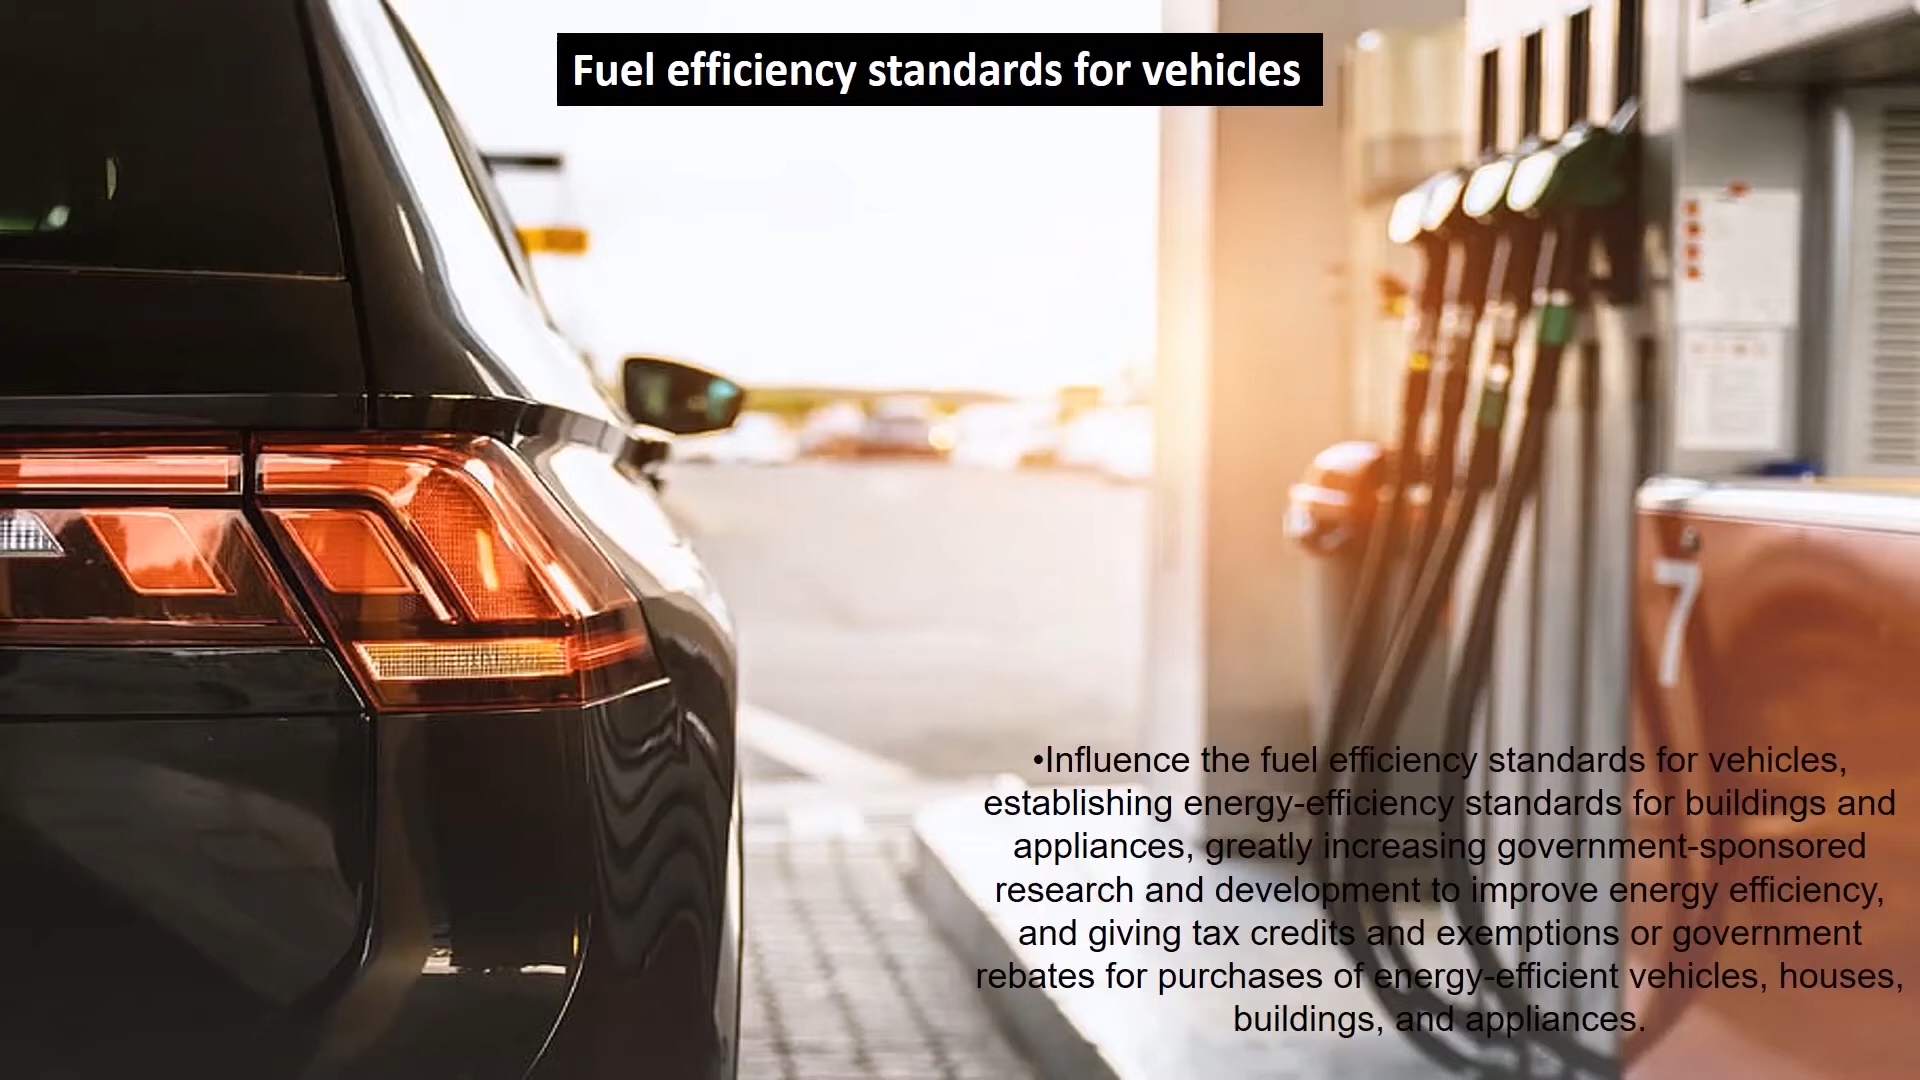 Fuel efficiency standards for vehicles
7
•Influence the fuel efficiency standards for vehicles,
establishing energy-efficiency standards for buildings and
appliances, greatly increasing government-sponsored
research and development to improve energy efficiency,
and giving tax credits and exemptions or government
rebates for purchases of energy-efficient vehicles, houses,
buildings, and appliances.